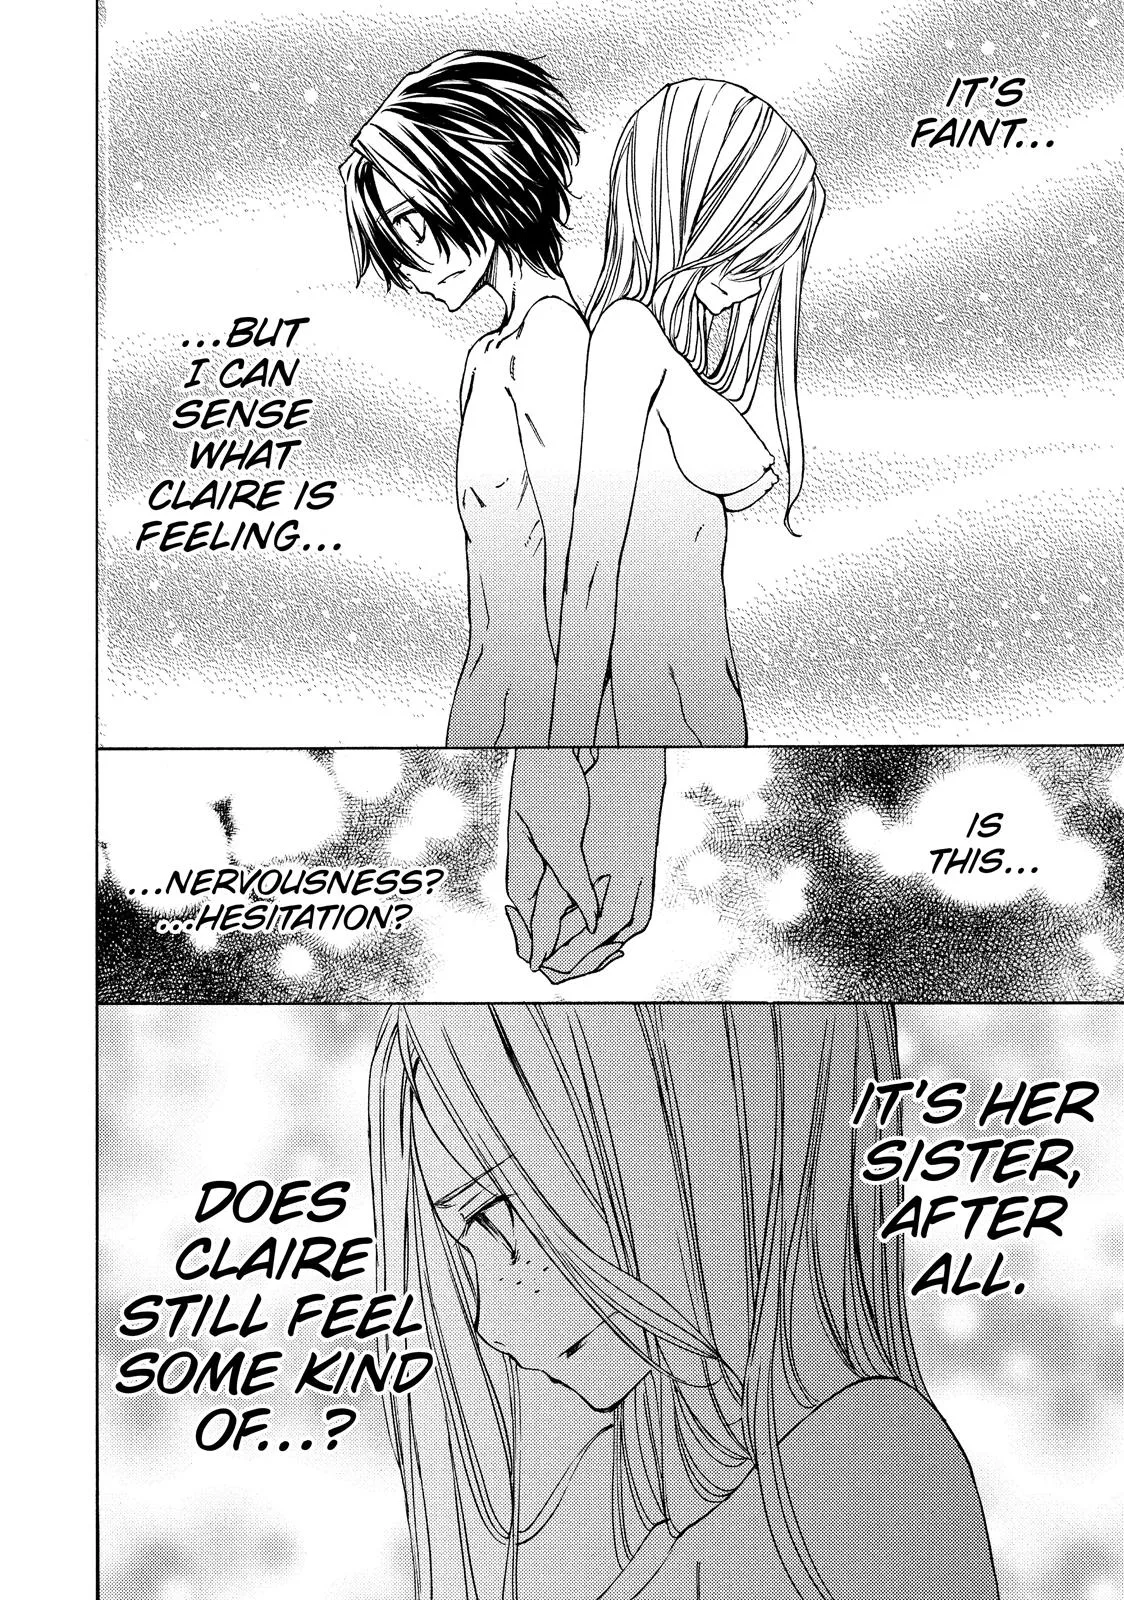 IT'S
FAINT...
...BUT
I CAN
SENSE
WHAT
CLAIRE IS
FEELING...
IS
THIS...
...NERVOUSNESS?
...HESITATION?
IT'S HER
SISTER,
AFTER
ALL.
DOES
CLAIRE
STILL FEEL
SOME KIND
OF...?